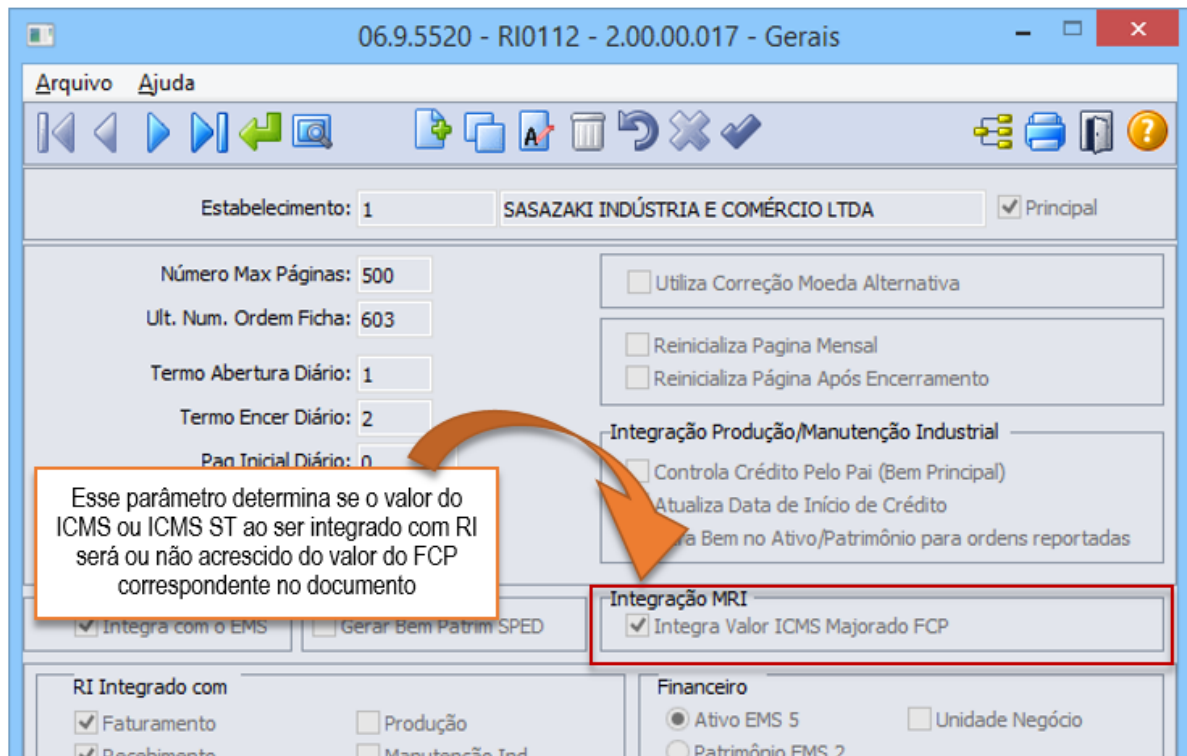 06.9.5520 - RI0112 - 2.00.00.017 - Gerais
Arquivo Ajuda
Estabelecimento: 1 SASAZAKI INDÚSTRIA E COMÉRCIO LTDA Principal
Número Max Páginas: 500
Utiliza Correção Moeda Alternativa
Ult. Num. Ordem Ficha: 603
Reinicializa Pagina Mensal
Termo Abertura Diário: 1
Reinicializa Página Após Encerramento
Termo Encer Diário: 2
Integração Produção/Manutenção Industrial
Pag Inicial Diário: 0
Controla Crédito Pelo Pai (Bem Principal)
Atualiza Data de Início de Crédito
Bem no Ativo/Patrimônio para ordens reportadas
Esse parâmetro determina se o valor do
ICMS ou ICMS ST ao ser integrado com RI
será ou não acrescido do valor do FCP
correspondente no documento
Integração MRI
Integra com o EMS Gerar Bem Patrim SPED Integra Valor ICMS Majorado FCP
RI Integrado com
Financeiro
Faturamento Produção
Ativo EMS 5 Unidade Negócio
Recebimento Manutenção Ind
Patrimônio EMS 2